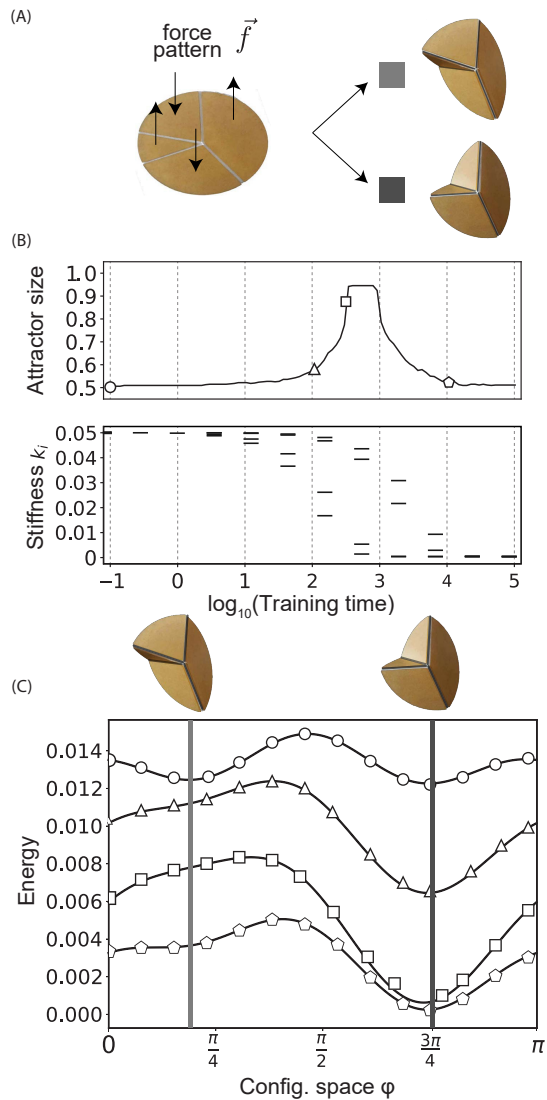 (A)
force
pattern
f⃗
(B)
Attractor size
1.0
0.9
0.8
0.7
0.6
0.5
Stiffness kᵢ
0.05
0.04
0.03
0.02
0.01
0
−1
0
1
2
3
4
5
log₁₀(Training time)
(C)
Energy
0.014
0.012
0.010
0.008
0.006
0.004
0.002
0.000
0
π/4
π/2
3π/4
π
Config. space φ